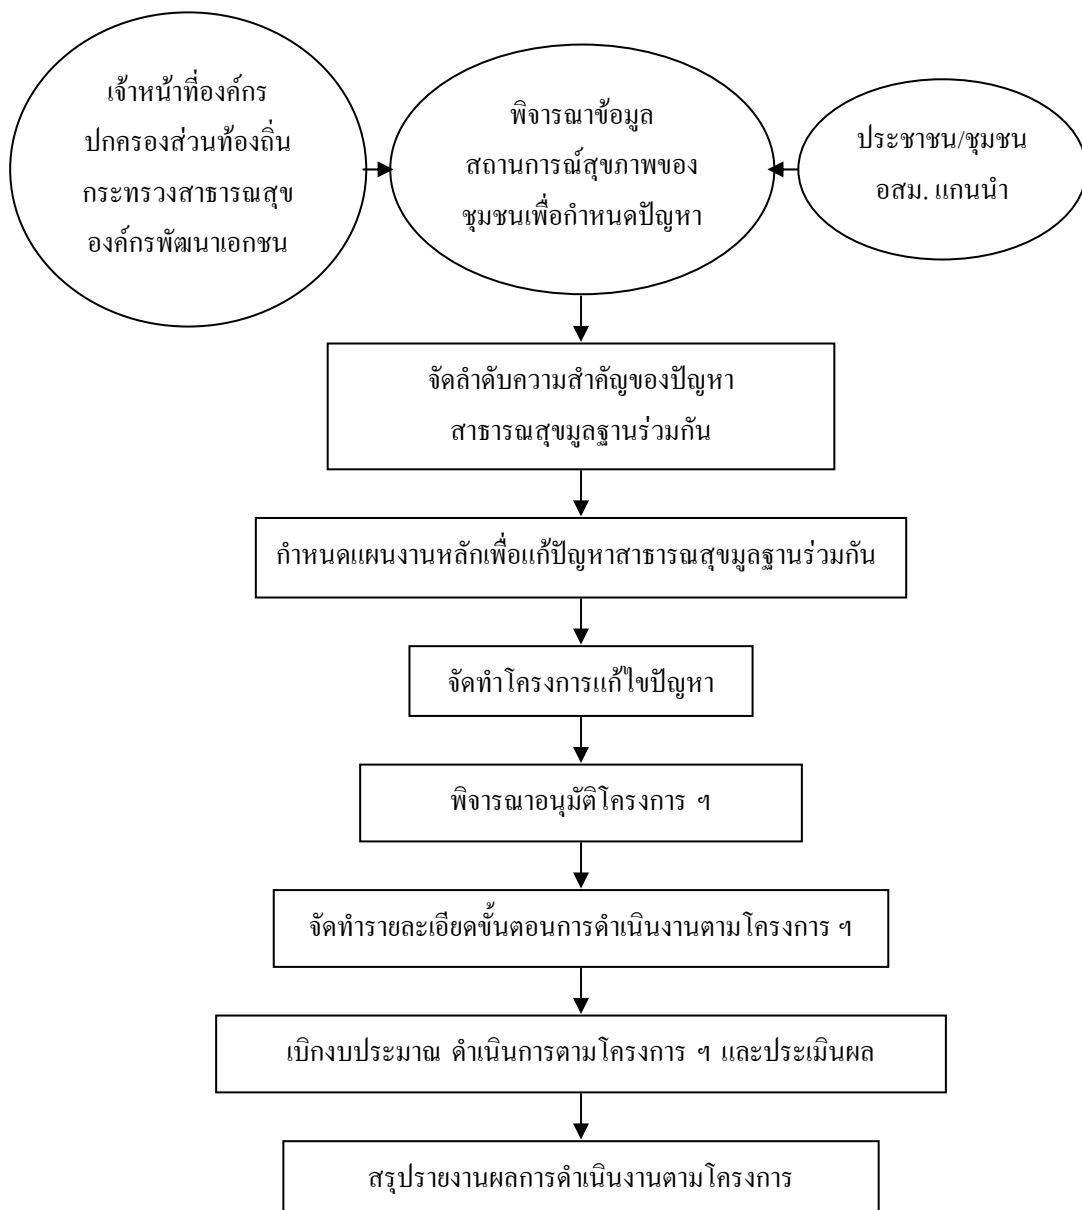 เจ้าหน้าที่องค์กร
ปกครองส่วนท้องถิ่น
กระทรวงสาธารณสุข
องค์กรพัฒนาเอกชน
พิจารณาข้อมูล
สถานการณ์สุขภาพของ
ชุมชนเพื่อกำหนดปัญหา
ประชาชน/ชุมชน
อสม. แกนนำ
จัดลำดับความสำคัญของปัญหา
สาธารณสุขมูลฐานร่วมกัน
กำหนดแผนงานหลักเพื่อแก้ปัญหาสาธารณสุขมูลฐานร่วมกัน
จัดทำโครงการแก้ไขปัญหา
พิจารณาอนุมัติโครงการ ฯ
จัดทำรายละเอียดขั้นตอนการดำเนินงานตามโครงการ ฯ
เบิกงบประมาณ ดำเนินการตามโครงการ ฯ และประเมินผล
สรุปรายงานผลการดำเนินงานตามโครงการ